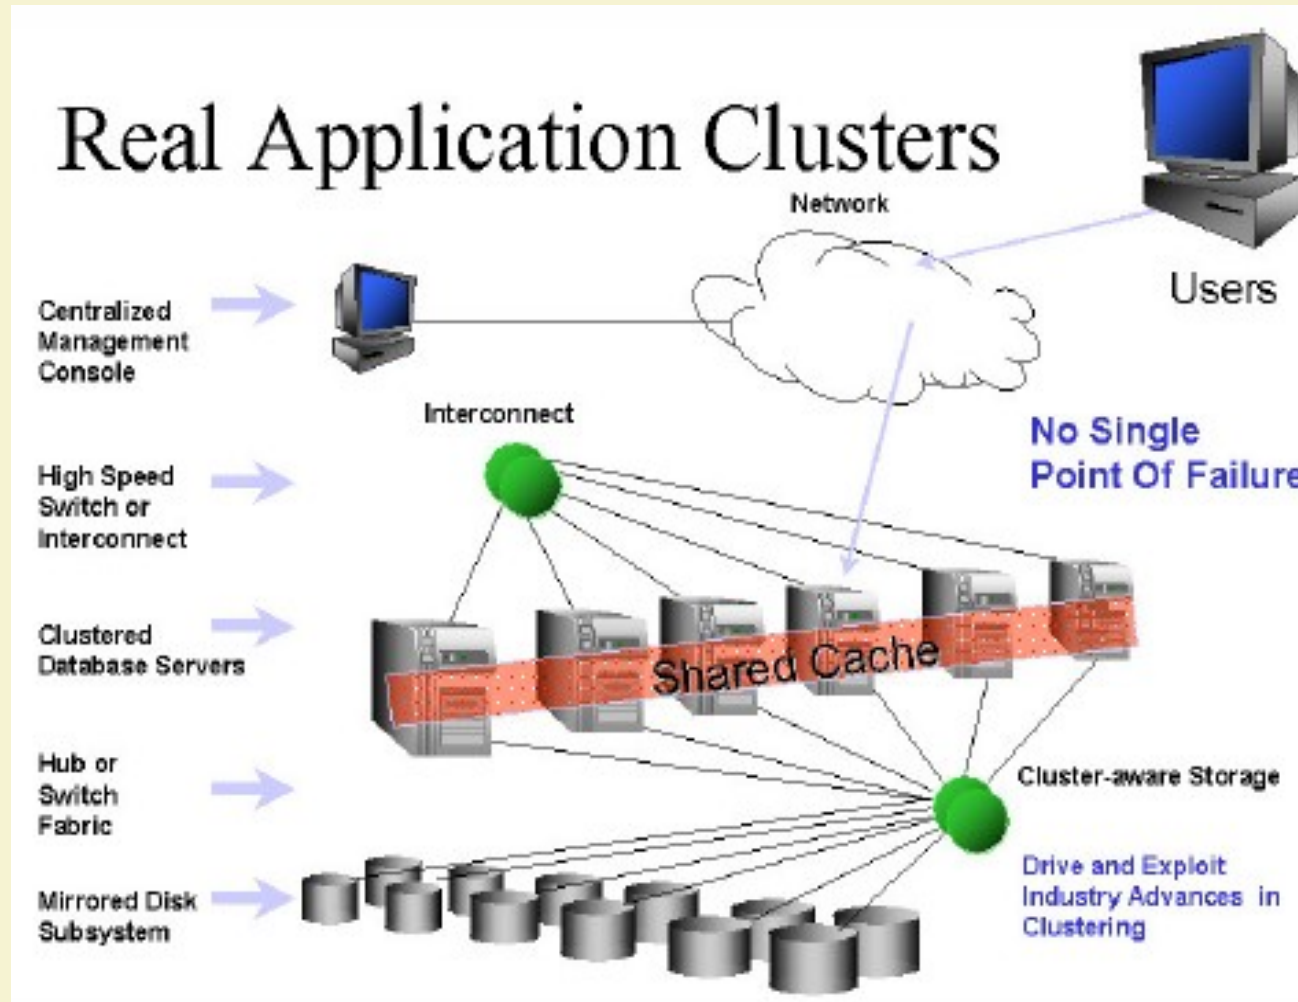 Real Application Clusters
Network
Users
Centralized
Management
Console
Interconnect
No Single
Point Of Failure
High Speed
Switch or
Interconnect
Clustered
Database Servers
Shared Cache
Hub or
Switch
Fabric
Cluster-aware Storage
Drive and Exploit
Industry Advances in
Clustering
Mirrored Disk
Subsystem